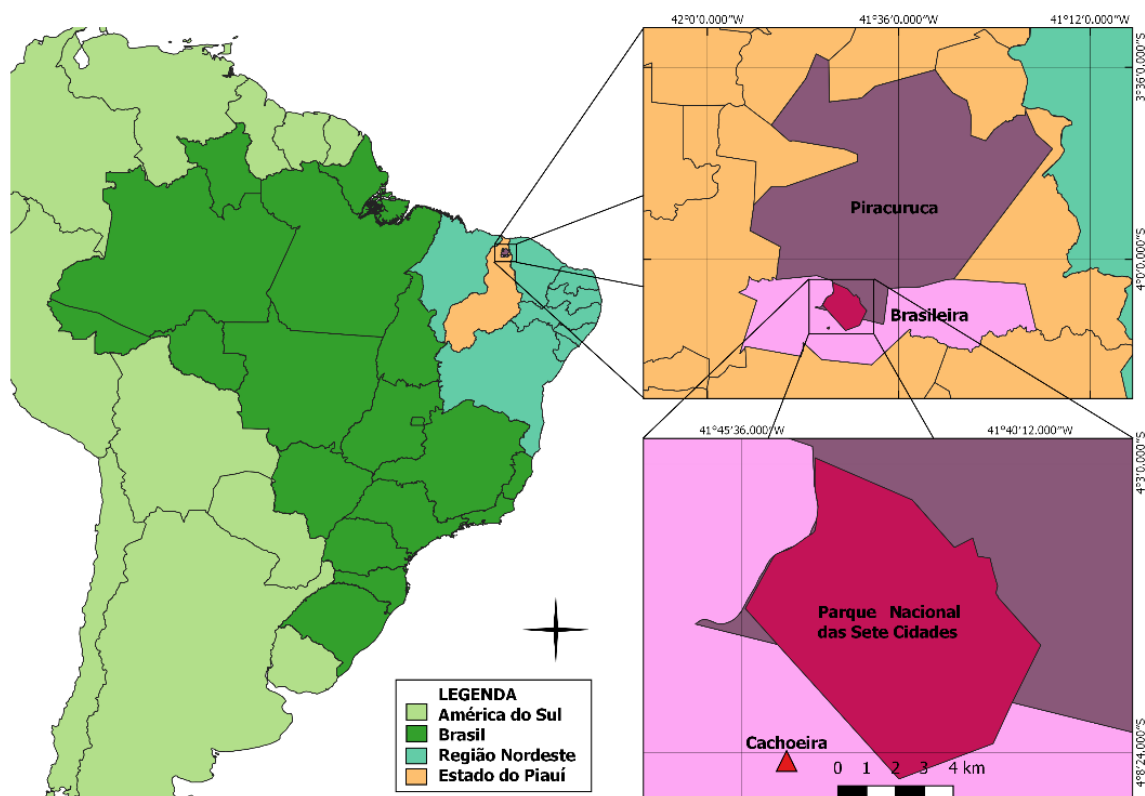 42°0'0.000"W 41°36'0.000"W 41°12'0.000"W
3°36'0.000"S
Piracuruca
4°0'0.000"S
Brasileira
41°45'36.000"W 41°40'12.000"W
4°3'0.000"S
Parque Nacional
das Sete Cidades
Cachoeira
4°8'24.000"S
0 1 2 3 4 km
LEGENDA
América do Sul
Brasil
Região Nordeste
Estado do Piauí